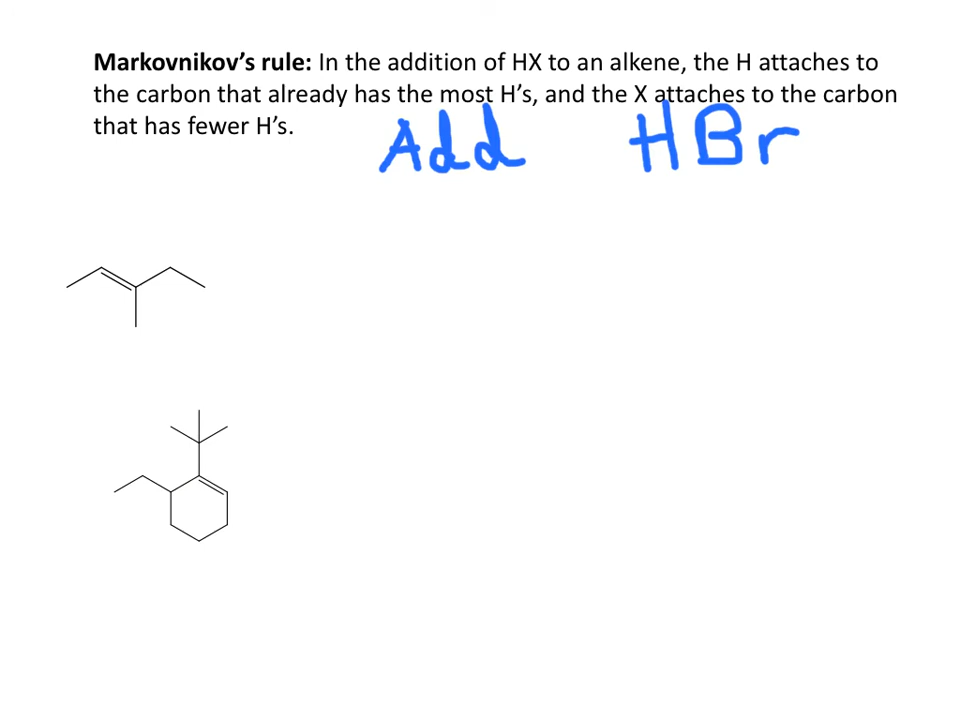 Markovnikov’s rule: In the addition of HX to an alkene, the H attaches to
the carbon that already has the most H’s, and the X attaches to the carbon
that has fewer H’s.
Add HBr